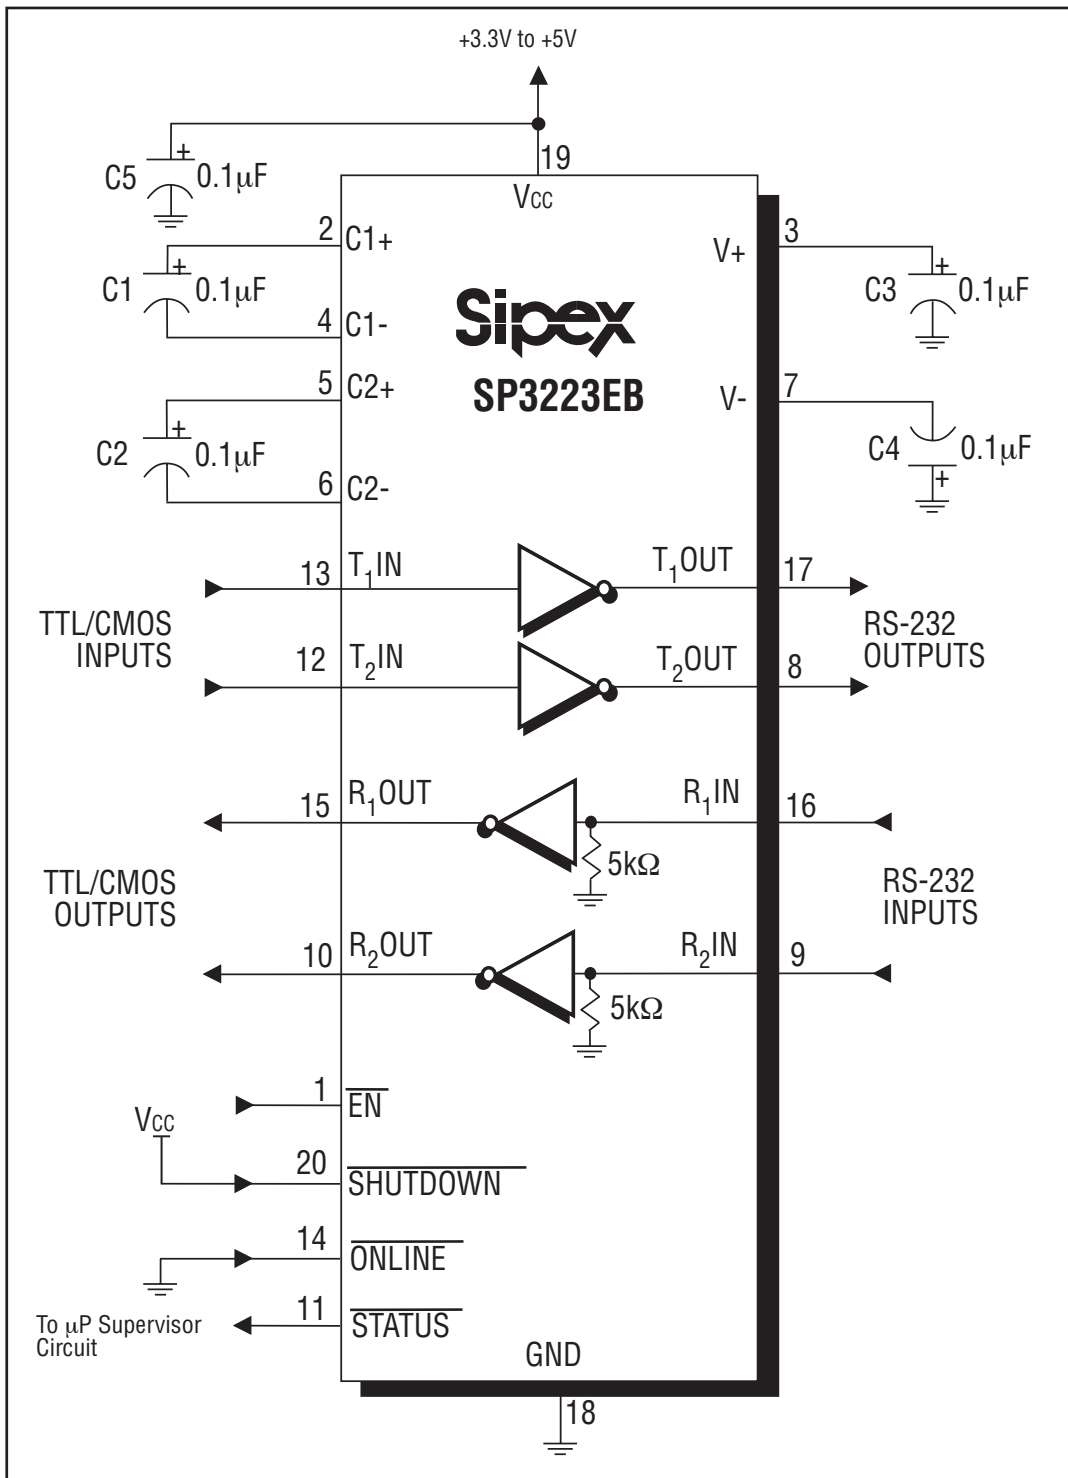 +3.3V to +5V
19
VCC
C5
+
0.1μF
2
C1+
C1
+
0.1μF
4
C1-
5
C2+
C2
+
0.1μF
6
C2-
Sipex
SP3223EB
V+
3
C3
+
0.1μF
V-
7
C4
0.1μF
+
TTL/CMOS
INPUTS
13
T1IN
T1OUT
17
12
T2IN
T2OUT
8
RS-232
OUTPUTS
TTL/CMOS
OUTPUTS
15
R1OUT
R1IN
16
5kΩ
10
R2OUT
R2IN
9
5kΩ
RS-232
INPUTS
1
EN
VCC
20
SHUTDOWN
14
ONLINE
To μP Supervisor
Circuit
11
STATUS
GND
18